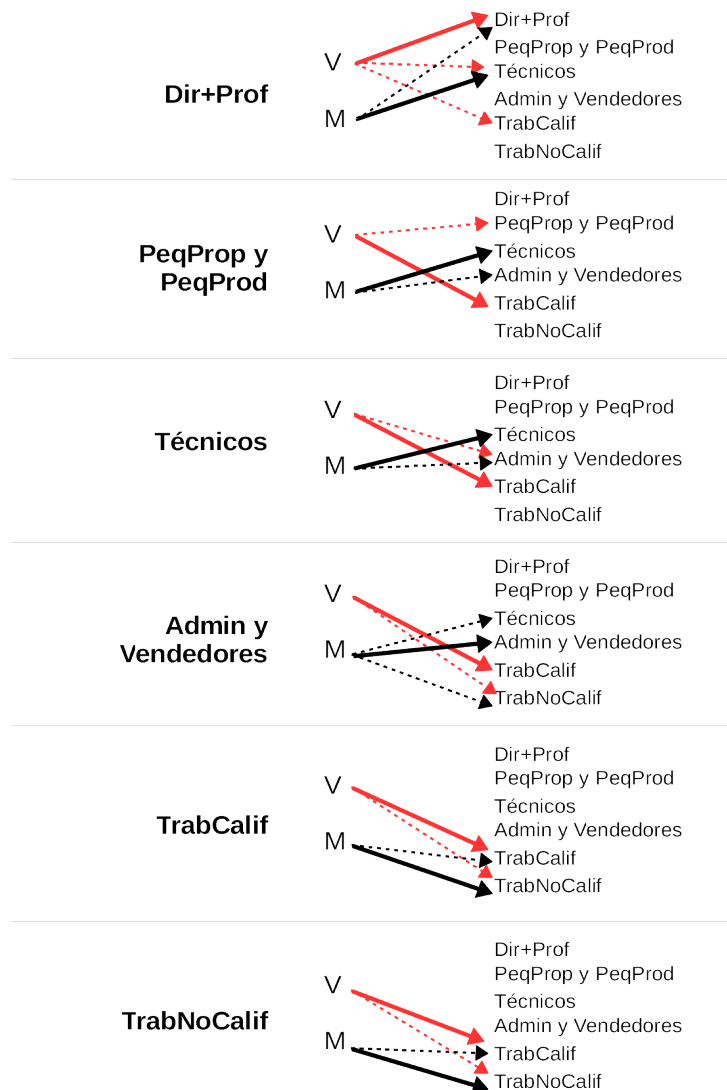 Dir+Prof
V
M
Dir+Prof
PeqProp y PeqProd
Técnicos
Admin y Vendedores
TrabCalif
TrabNoCalif
PeqProp y
PeqProd
V
M
Dir+Prof
PeqProp y PeqProd
Técnicos
Admin y Vendedores
TrabCalif
TrabNoCalif
Técnicos
V
M
Dir+Prof
PeqProp y PeqProd
Técnicos
Admin y Vendedores
TrabCalif
TrabNoCalif
Admin y
Vendedores
V
M
Dir+Prof
PeqProp y PeqProd
Técnicos
Admin y Vendedores
TrabCalif
TrabNoCalif
TrabCalif
V
M
Dir+Prof
PeqProp y PeqProd
Técnicos
Admin y Vendedores
TrabCalif
TrabNoCalif
TrabNoCalif
V
M
Dir+Prof
PeqProp y PeqProd
Técnicos
Admin y Vendedores
TrabCalif
TrabNoCalif